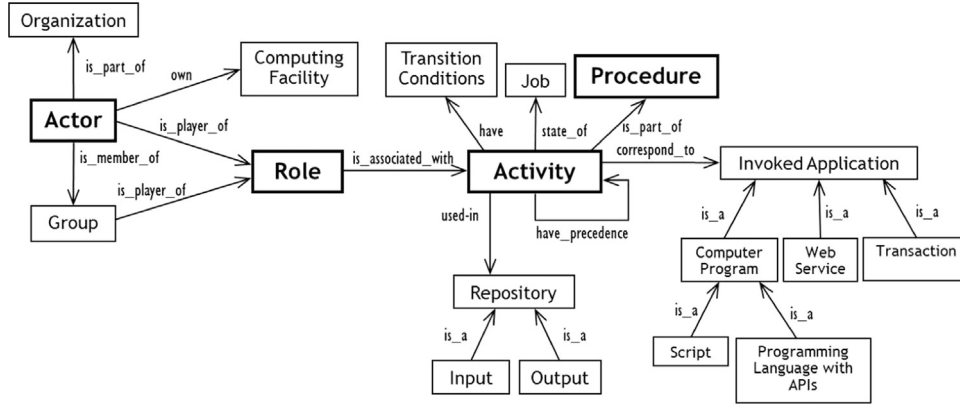 Organization
is_part_of
own
Computing
Facility
Actor
is_player_of
is_member_of
is_player_of
Group
Role
is_associated_with
Transition
Conditions
Job
Procedure
have
state_of
is_part_of
correspond_to
Activity
Invoked Application
used-in
have_precedence
is_a
is_a
is_a
Computer
Program
Web
Service
Transaction
Repository
is_a
is_a
is_a
is_a
Input
Output
Script
Programming
Language with
APIs